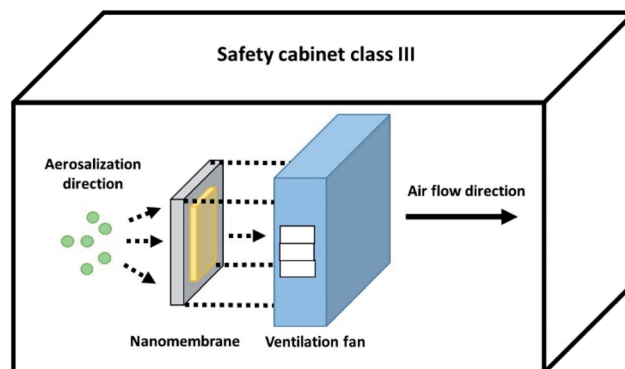 Safety cabinet class III
Aerosalization
direction
Air flow direction
Nanomembrane
Ventilation fan